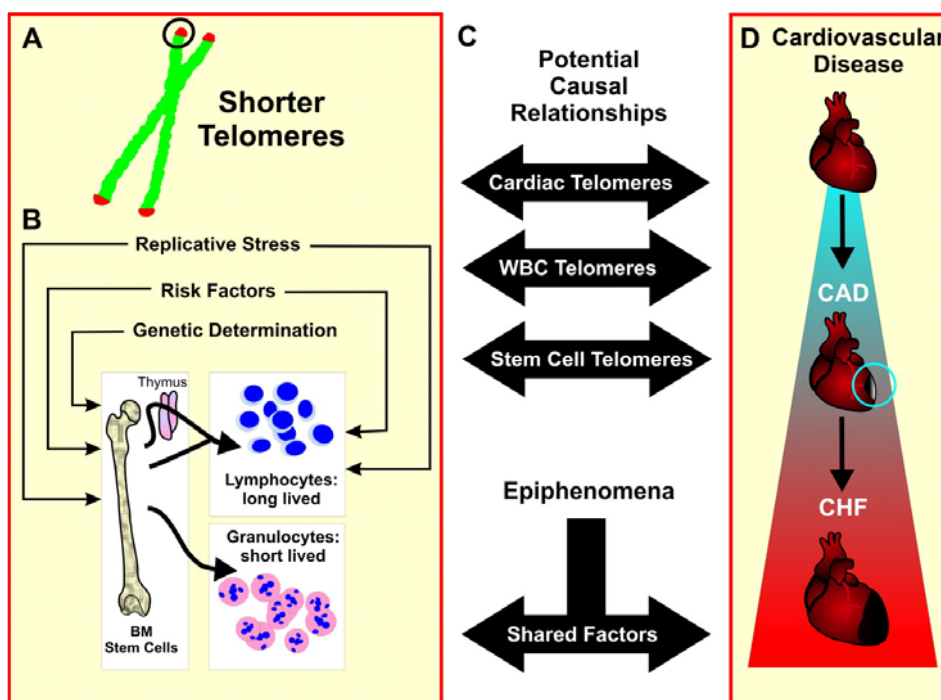 A
Shorter
Telomeres
B
Replicative Stress
Risk Factors
Genetic Determination
Thymus
BM
Stem Cells
Lymphocytes:
long lived
Granulocytes:
short lived
C
Potential
Causal
Relationships
Cardiac Telomeres
WBC Telomeres
Stem Cell Telomeres
Epiphenomena
Shared Factors
D
Cardiovascular
Disease
CAD
CHF